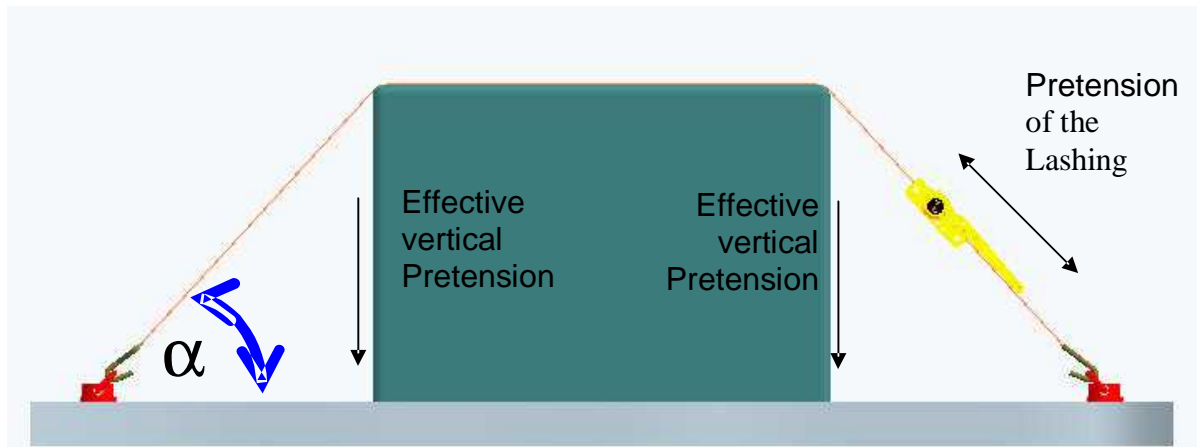 Pretension
of the
Lashing
Effective
vertical
Pretension
Effective
vertical
Pretension
α